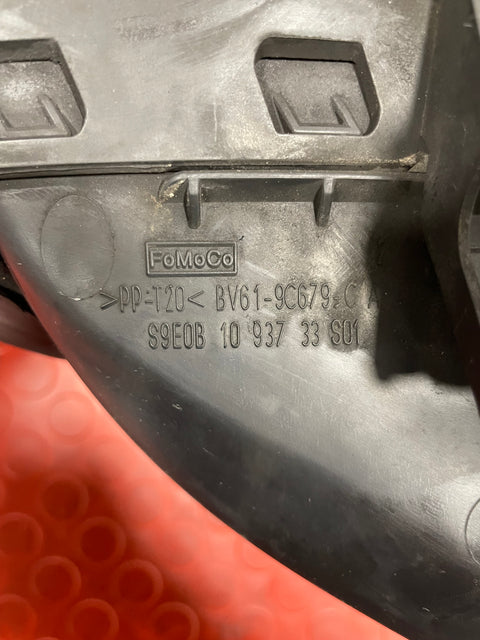 FoMoCo
>PP-T20< BV61-9C679-C A
S9E0B 10 937 33 S01